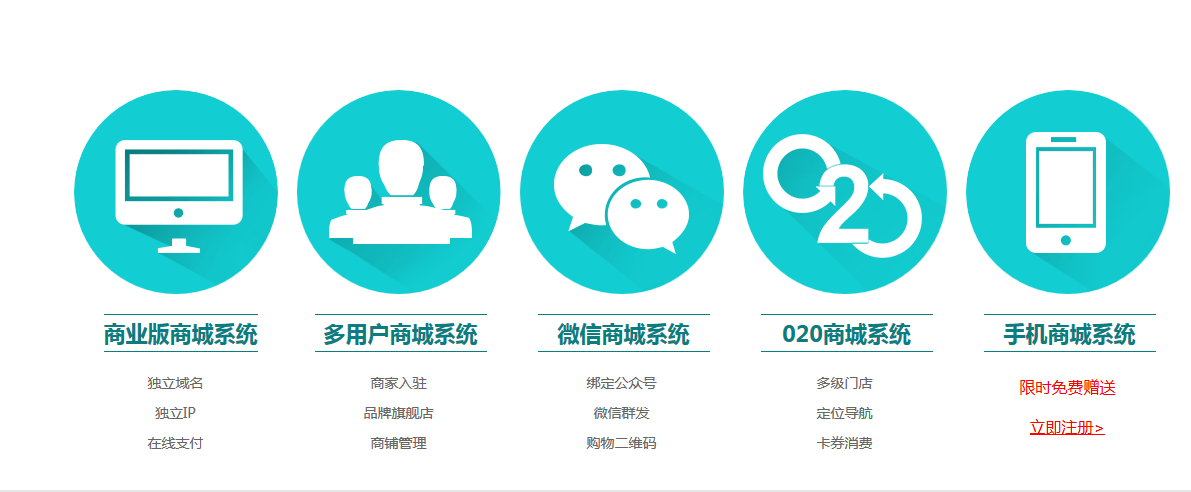 O2O
商业版商城系统
独立域名
独立IP
在线支付
多用户商城系统
商家入驻
品牌旗舰店
商铺管理
微信商城系统
绑定公众号
微信群发
购物二维码
020商城系统
多级门店
定位导航
卡券消费
手机商城系统
限时免费赠送
立即注册>